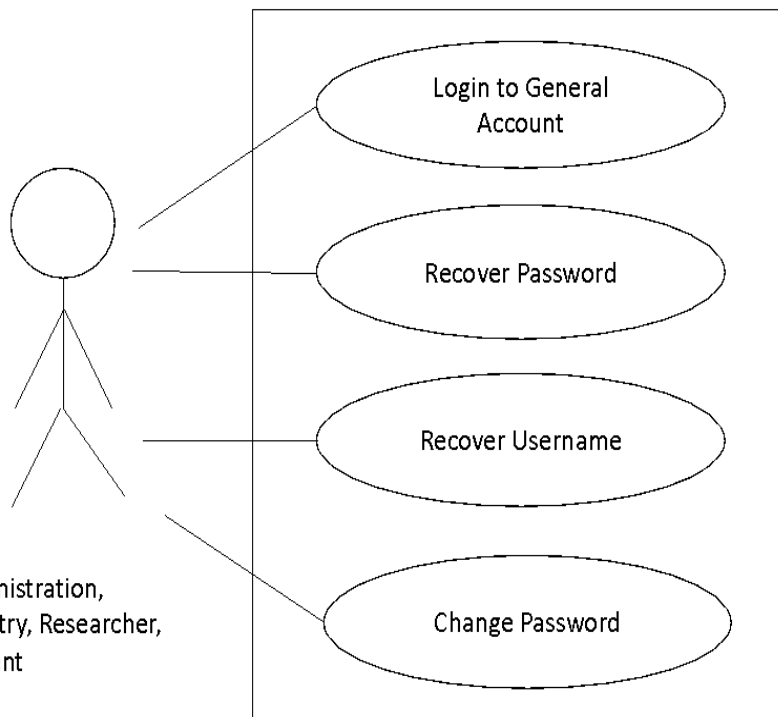 Login to General
Account
Recover Password
Recover Username
Change Password
nistration,
try, Researcher,
nt